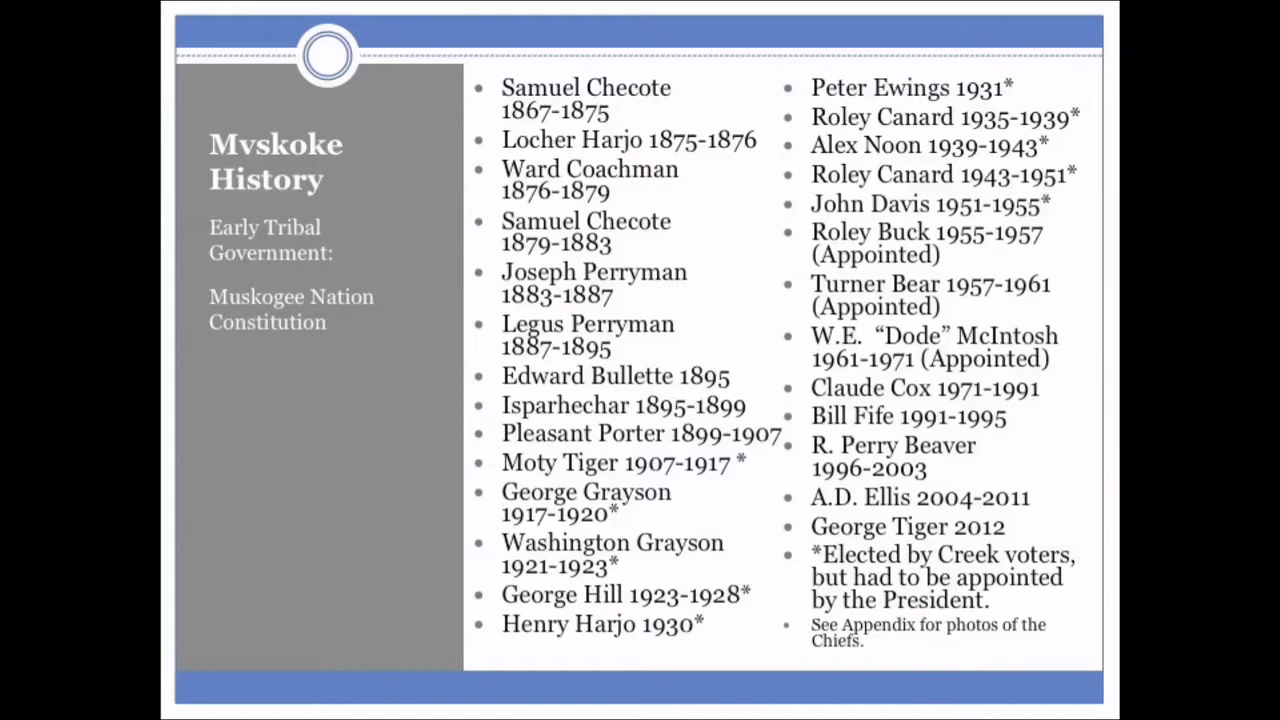 Mvskoke
History
Early Tribal
Government:
Muskogee Nation
Constitution
• Samuel Checote
1867-1875
• Locher Harjo 1875-1876
• Ward Coachman
1876-1879
• Samuel Checote
1879-1883
• Joseph Perryman
1883-1887
• Legus Perryman
1887-1895
• Edward Bullette 1895
• Isparhechar 1895-1899
• Pleasant Porter 1899-1907
• Moty Tiger 1907-1917 *
• George Grayson
1917-1920*
• Washington Grayson
1921-1923*
• George Hill 1923-1928*
• Henry Harjo 1930*
• Peter Ewings 1931*
• Roley Canard 1935-1939*
• Alex Noon 1939-1943*
• Roley Canard 1943-1951*
• John Davis 1951-1955*
• Roley Buck 1955-1957
(Appointed)
• Turner Bear 1957-1961
(Appointed)
• W.E. “Dode” McIntosh
1961-1971 (Appointed)
• Claude Cox 1971-1991
• Bill Fife 1991-1995
• R. Perry Beaver
1996-2003
• A.D. Ellis 2004-2011
• George Tiger 2012
• *Elected by Creek voters,
but had to be appointed
by the President.
• See Appendix for photos of the
Chiefs.